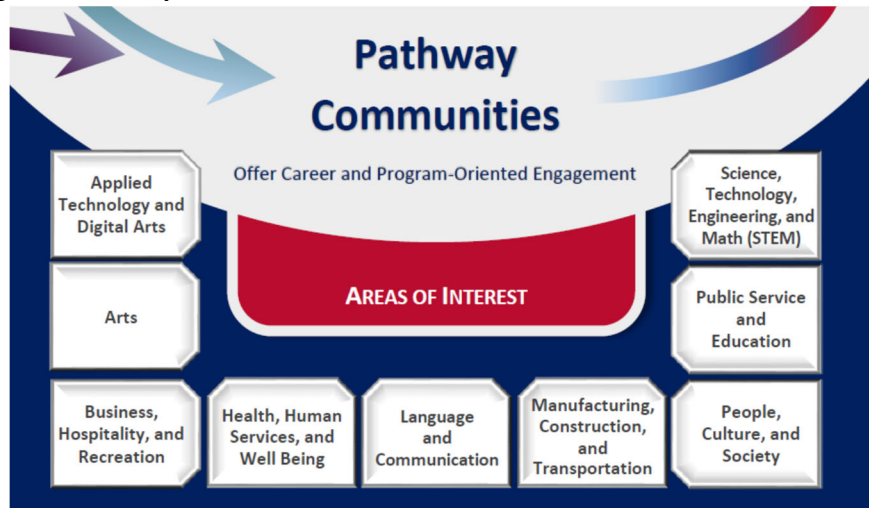 Pathway
Communities
Offer Career and Program-Oriented Engagement
AREAS OF INTEREST
Applied
Technology and
Digital Arts
Arts
Business,
Hospitality, and
Recreation
Health, Human
Services, and
Well Being
Language
and
Communication
Manufacturing,
Construction,
and
Transportation
People,
Culture, and
Society
Public Service
and
Education
Science,
Technology,
Engineering, and
Math (STEM)